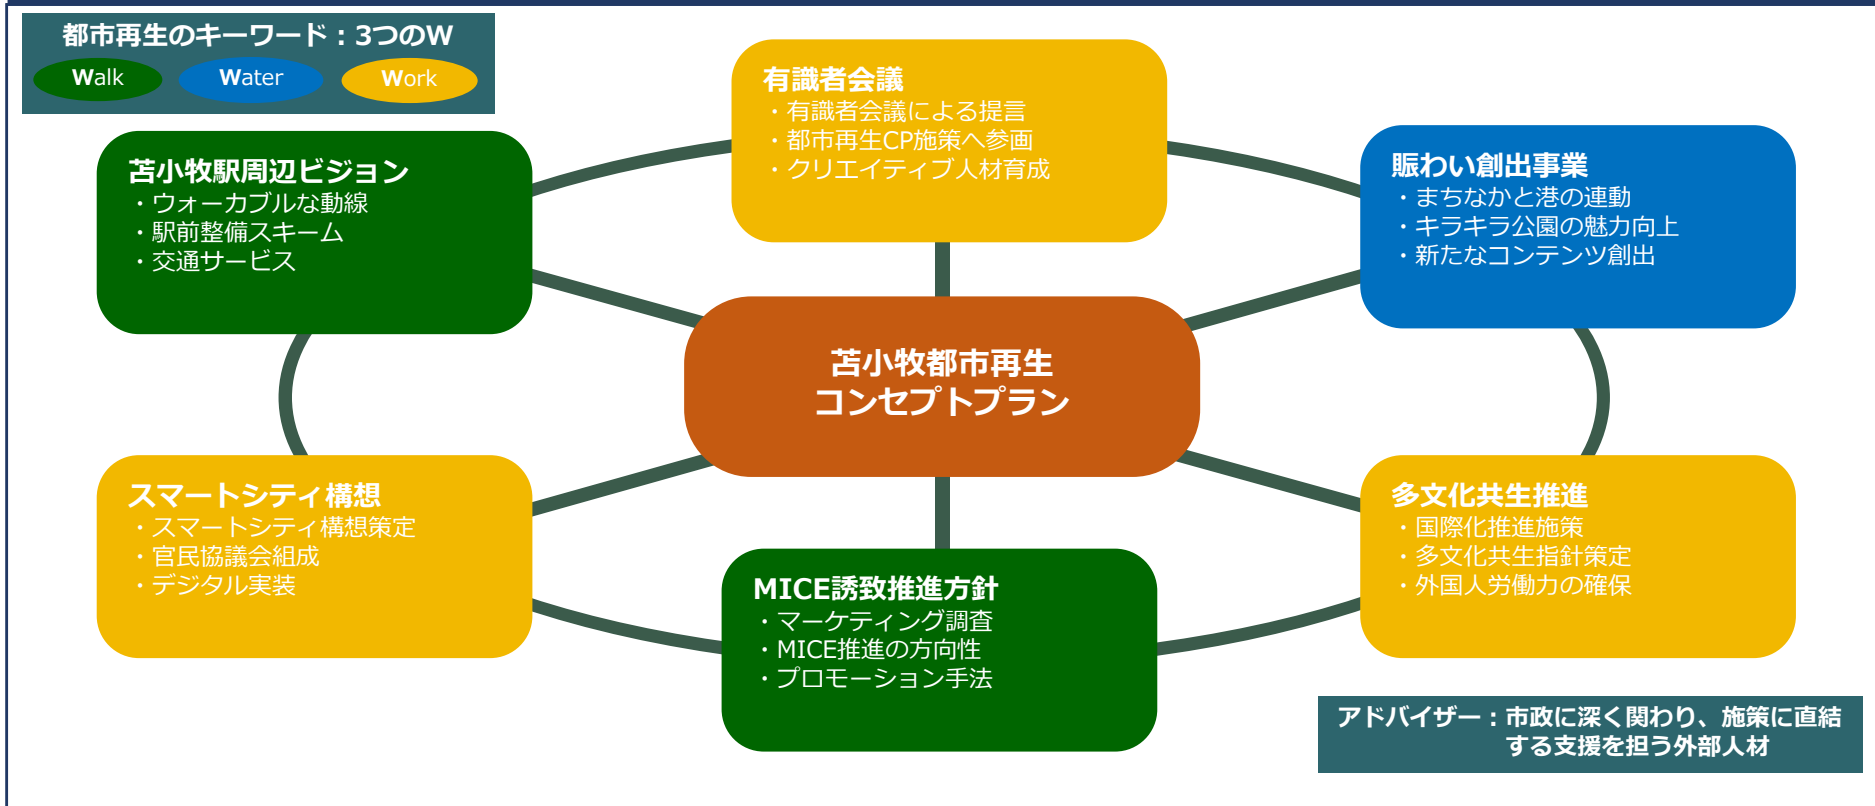 都市再生のキーワード：3つのW
Walk
Water
Work
有識者会議
・有識者会議による提言
・都市再生CP施策へ参画
・クリエイティブ人材育成
苫小牧駅周辺ビジョン
・ウォーカブルな動線
・駅前整備スキーム
・交通サービス
賑わい創出事業
・まちなかと港の連動
・キラキラ公園の魅力向上
・新たなコンテンツ創出
苫小牧都市再生
コンセプトプラン
スマートシティ構想
・スマートシティ構想策定
・官民協議会組成
・デジタル実装
多文化共生推進
・国際化推進施策
・多文化共生指針策定
・外国人労働力の確保
MICE誘致推進方針
・マーケティング調査
・MICE推進の方向性
・プロモーション手法
アドバイザー：市政に深く関わり、施策に直結
する支援を担う外部人材